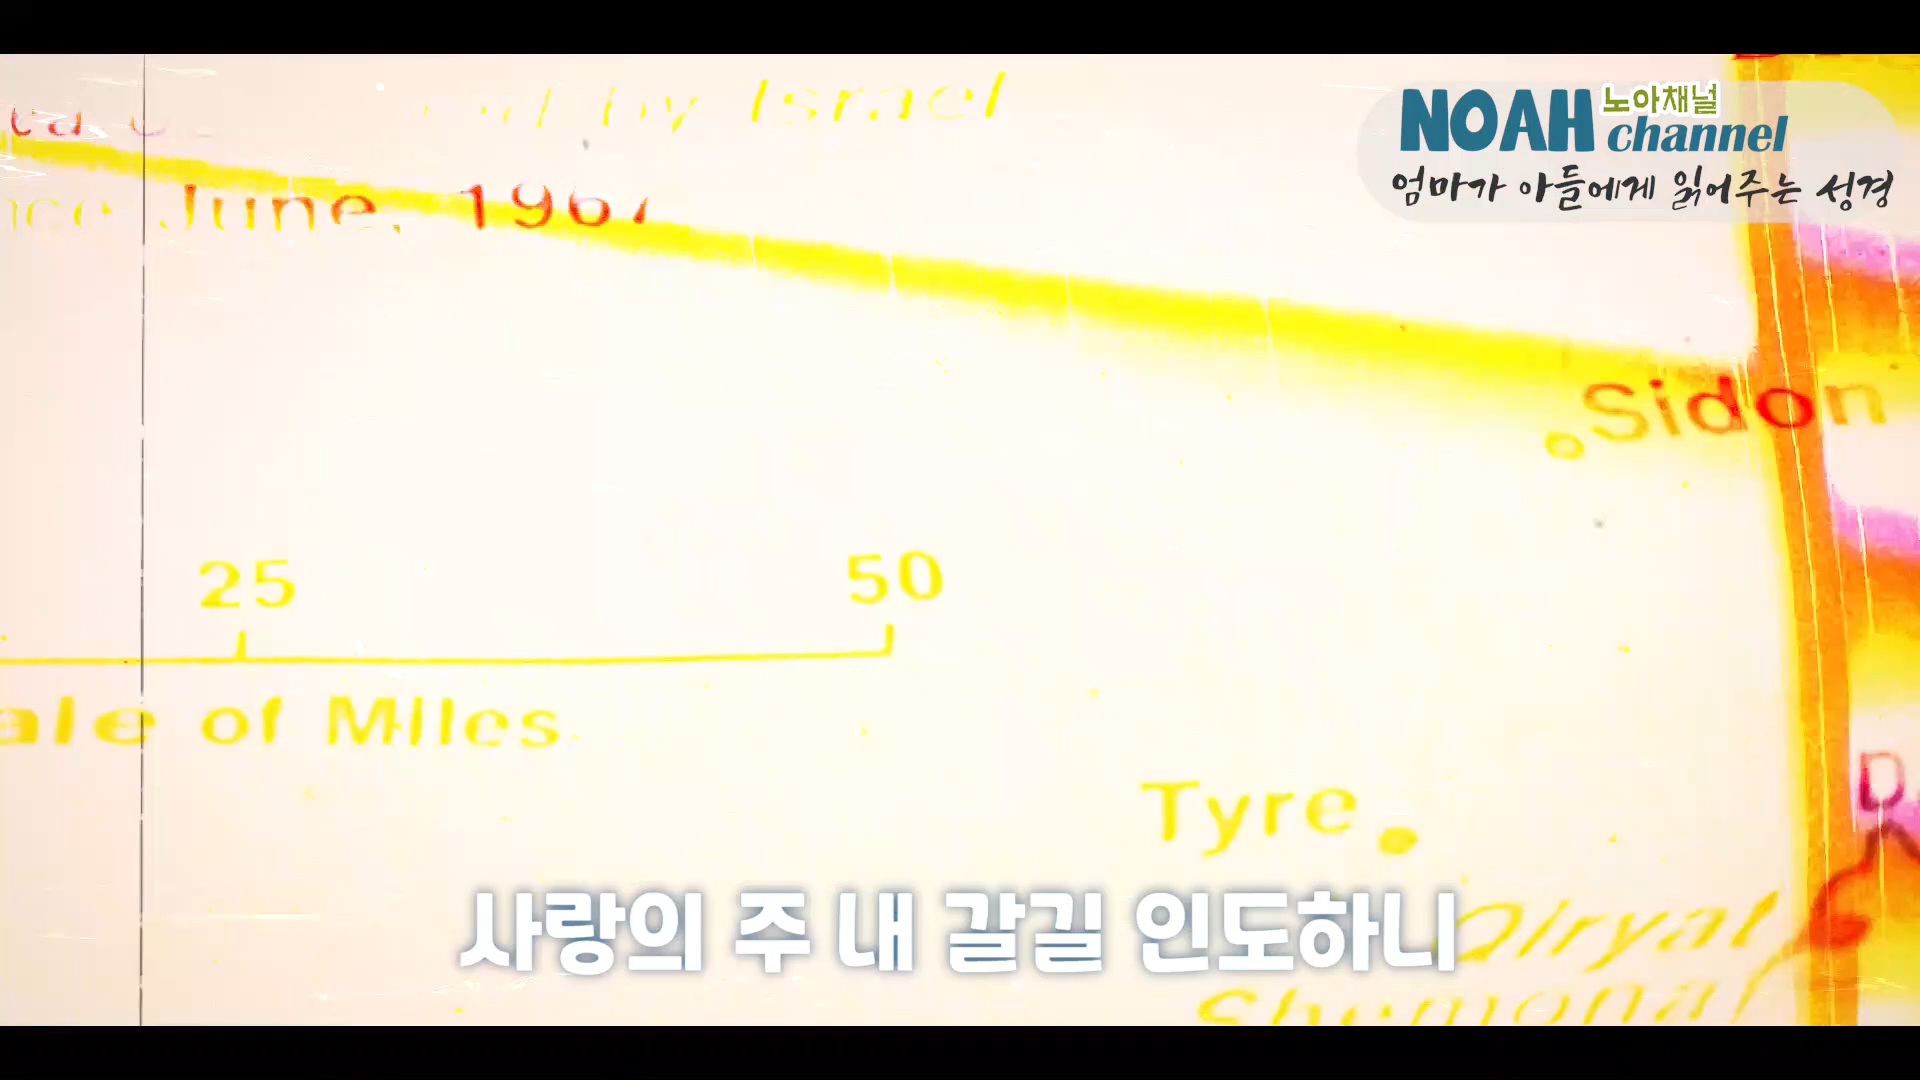 by Israel
NOAH 노아채널
channel
엄마가 아들에게 읽어주는 성경
June, 1967
Sidon
25 50
of Miles
Tyre
사랑의 주 내 갈길 인도하니
Qiryat